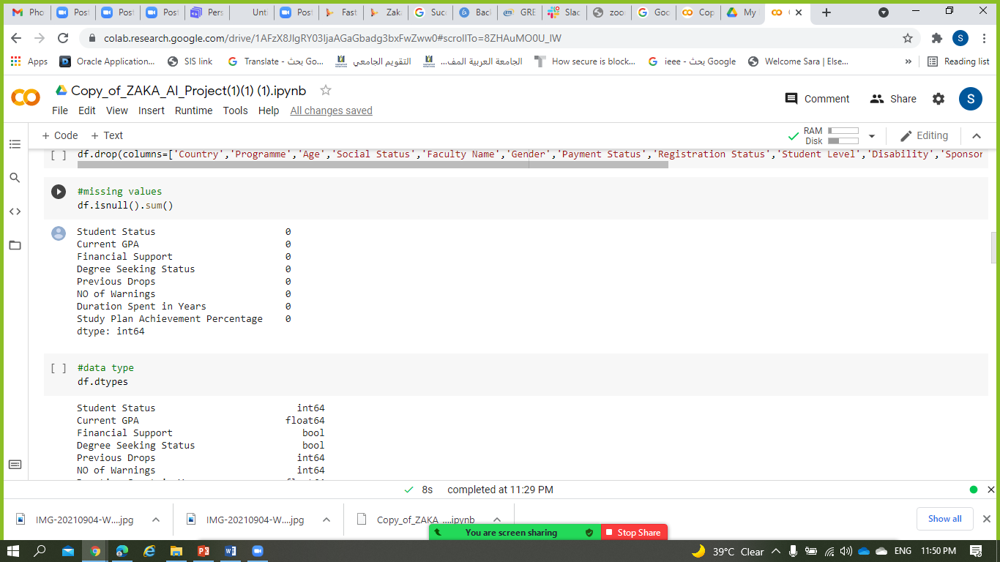 Pho
Post
Post
Post
Pers
Unti
Post
Fast
Zak
Suc
Bacl
GRE
Slac
zoo
Goo
Cop
My
colab.research.google.com/drive/1AFzX8JlgRY03IjaAGaGbadg3bxFwZww0#scrollTo=8ZHAuMO0U_lW
S
Apps
Oracle Application...
SIS link
Translate - بحث Go...
التقويم الجامعي
الجامعة العربية المف...
How secure is block...
ieee - بحث Google
Welcome Sara | Else...
»
Reading list
Copy_of_ZAKA_AI_Project(1)(1) (1).ipynb
Comment
Share
S
File Edit View Insert Runtime Tools Help All changes saved
+ Code + Text
RAM
Disk
Editing
[ ] df.drop(columns=['Country','Programme','Age','Social Status','Faculty Name','Gender','Payment Status','Registration Status','Student Level','Disability','Sponsor
#missing values
df.isnull().sum()
Student Status 0
Current GPA 0
Financial Support 0
Degree Seeking Status 0
Previous Drops 0
NO of Warnings 0
Duration Spent in Years 0
Study Plan Achievement Percentage 0
dtype: int64
[ ] #data type
df.dtypes
Student Status int64
Current GPA float64
Financial Support bool
Degree Seeking Status bool
Previous Drops int64
NO of Warnings int64
8s completed at 11:29 PM
IMG-20210904-W....jpg
IMG-20210904-W....jpg
Copy_of_ZAKA_....ipynb
Show all
You are screen sharing
Stop Share
39°C Clear
ENG
11:50 PM